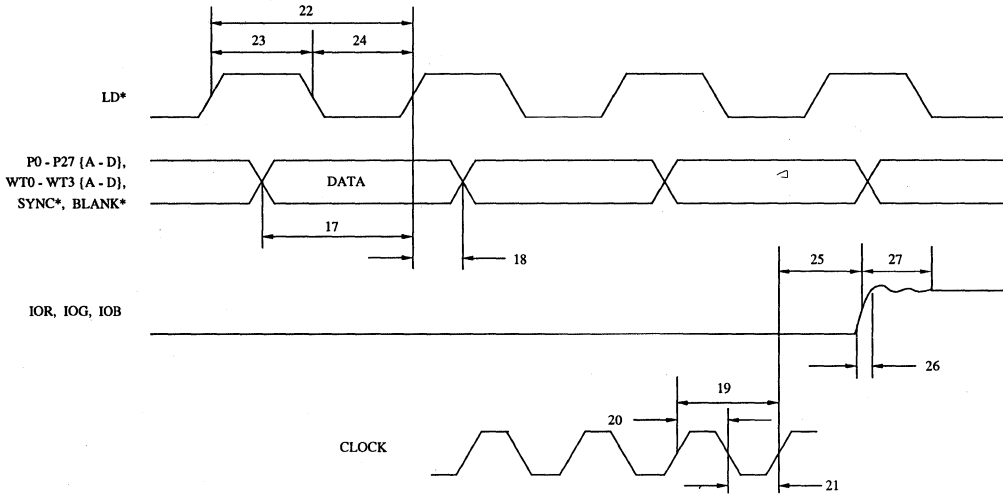 22
23
24
LD*
P0 - P27 {A - D},
WT0 - WT3 {A - D},
SYNC*, BLANK*
DATA
17
18
25
27
IOR, IOG, IOB
26
19
20
CLOCK
21